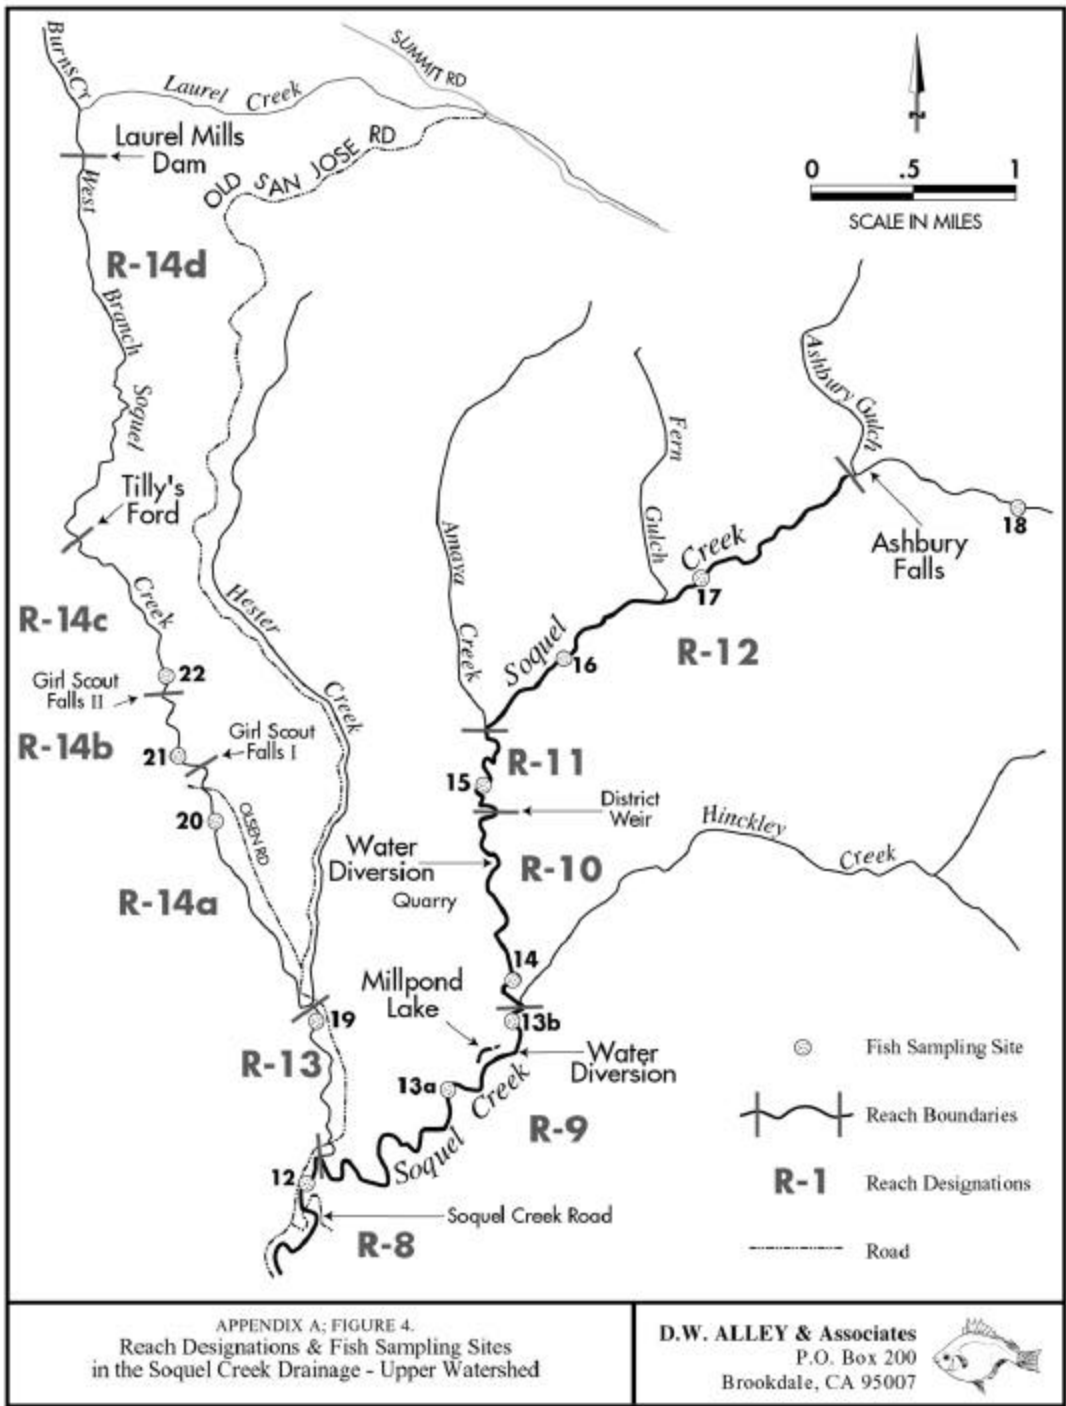 BurnsCr
Laurel Creek
SUMMIT RD
N
Laurel Mills
Dam
OLD SAN JOSE RD
0 .5 1
SCALE IN MILES
West Branch Soquel Creek
R-14d
Ashbury Gulch
Fern Gulch
Tilly's
Ford
Amaya Creek
18
Ashbury
Falls
Soquel Creek
17
R-14c
Hester Creek
16
R-12
22
Girl Scout
Falls II
R-14b
21
Girl Scout
Falls I
R-11
15
District
Weir
20
OLSEN RD
Water
Diversion
R-10
Hinckley Creek
Quarry
R-14a
14
Millpond
Lake
19
13b
R-13
Water
Diversion
13a
Soquel Creek
R-9
12
Soquel Creek Road
R-8
Fish Sampling Site
Reach Boundaries
R-1 Reach Designations
Road
APPENDIX A; FIGURE 4.
Reach Designations & Fish Sampling Sites
in the Soquel Creek Drainage - Upper Watershed
D.W. ALLEY & Associates
P.O. Box 200
Brookdale, CA 95007